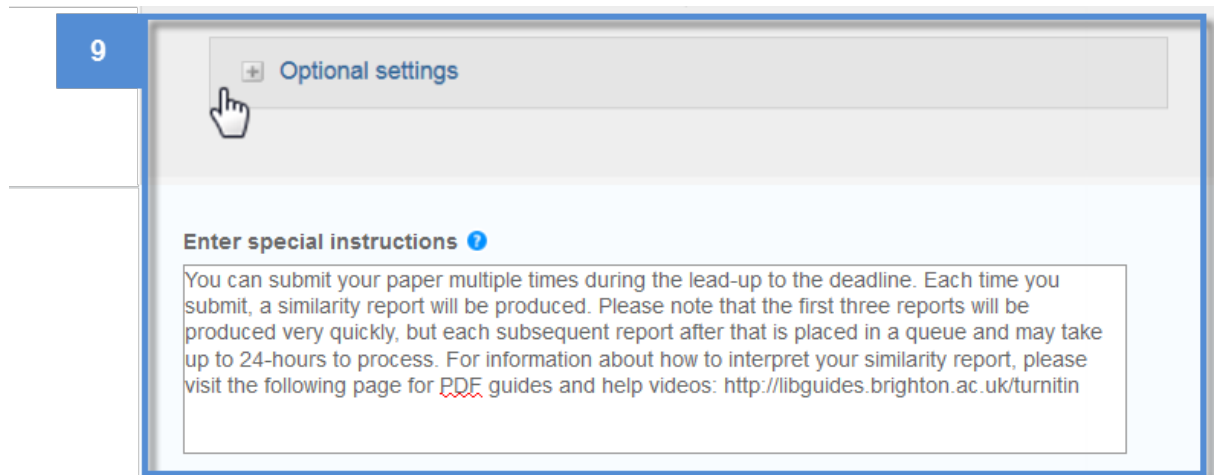 9
Optional settings
Enter special instructions ?
You can submit your paper multiple times during the lead-up to the deadline. Each time you
submit, a similarity report will be produced. Please note that the first three reports will be
produced very quickly, but each subsequent report after that is placed in a queue and may take
up to 24-hours to process. For information about how to interpret your similarity report, please
visit the following page for PDF guides and help videos: http://libguides.brighton.ac.uk/turnitin